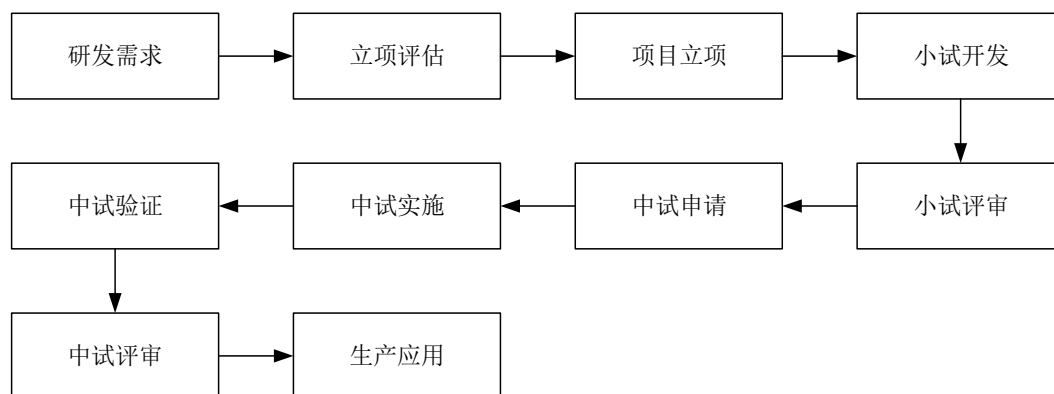 研发需求
立项评估
项目立项
小试开发
小试评审
中试申请
中试实施
中试验证
中试评审
生产应用